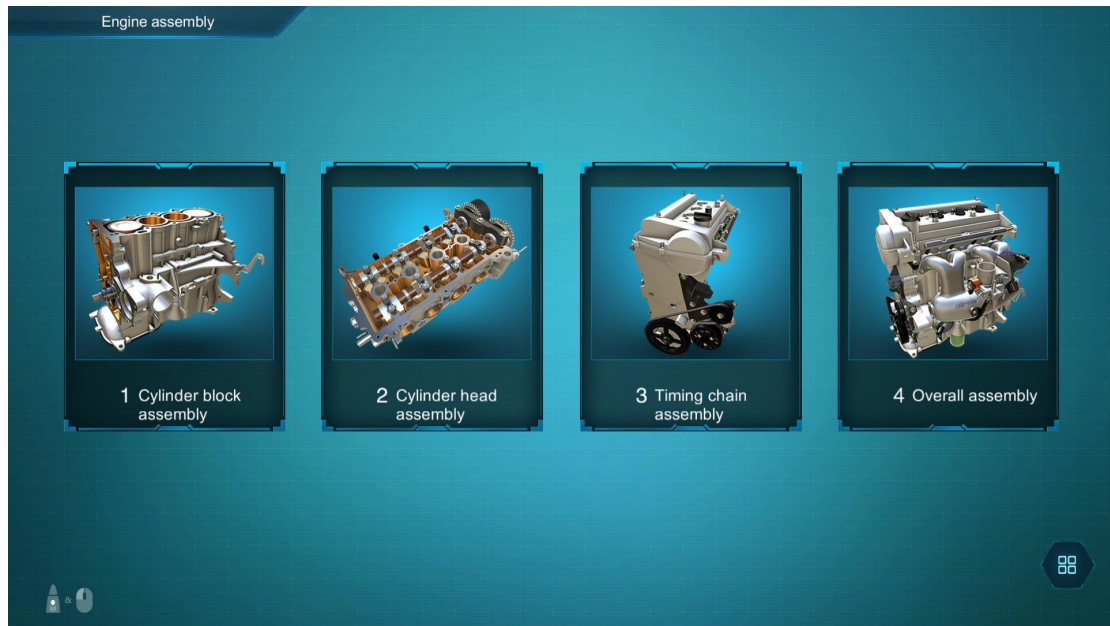 Engine assembly
1 Cylinder block
assembly
2 Cylinder head
assembly
3 Timing chain
assembly
4 Overall assembly
&